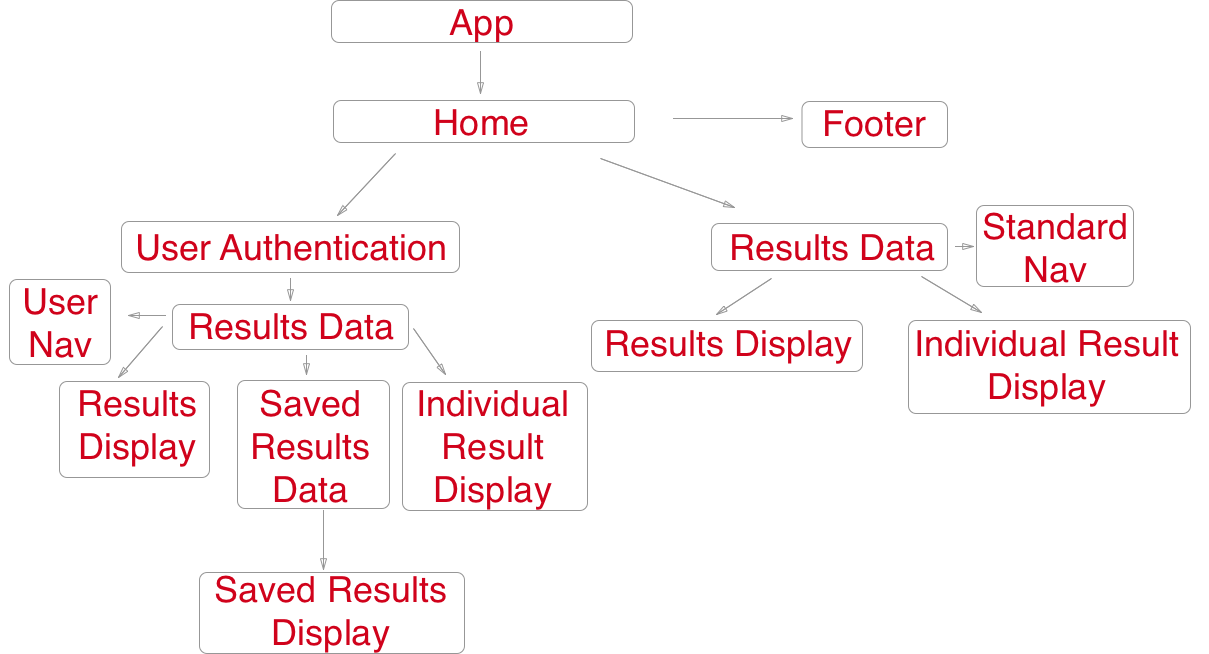 App
Home
Footer
User Authentication
Results Data
Standard
Nav
User
Nav
Results Data
Results Display
Individual Result
Display
Results
Display
Saved
Results
Data
Individual
Result
Display
Saved Results
Display